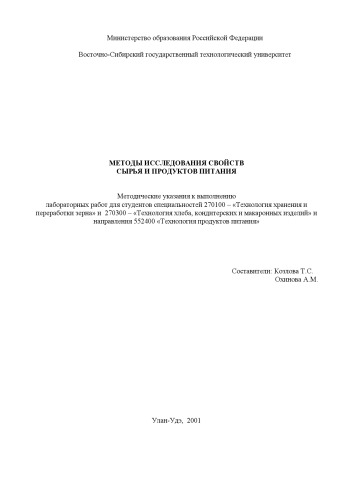 Министерство образования Российской Федерации
Восточно-Сибирский государственный технологический университет
МЕТОДЫ ИССЛЕДОВАНИЯ СВОЙСТВ
СЫРЬЯ И ПРОДУКТОВ ПИТАНИЯ
Методические указания к выполнению
лабораторных работ для студентов специальностей 270100 – «Технология хранения и
переработки зерна» и 270300 – «Технология хлеба, кондитерских и макаронных изделий» и
направления 552400 «Технология продуктов питания»
Составители: Козлова Т.С.
Охинова А.М.
Улан-Удэ, 2001